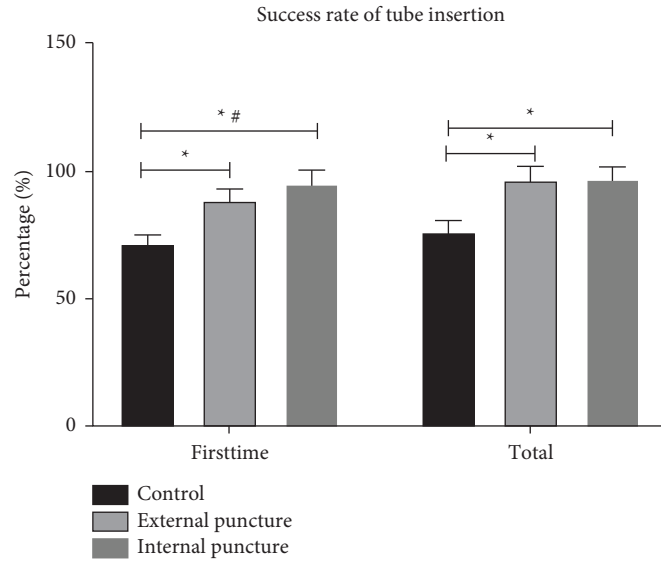 Success rate of tube insertion
150
100
50
0
Percentage (%)
* #
*
*
*
Firsttime
Total
Control
External puncture
Internal puncture